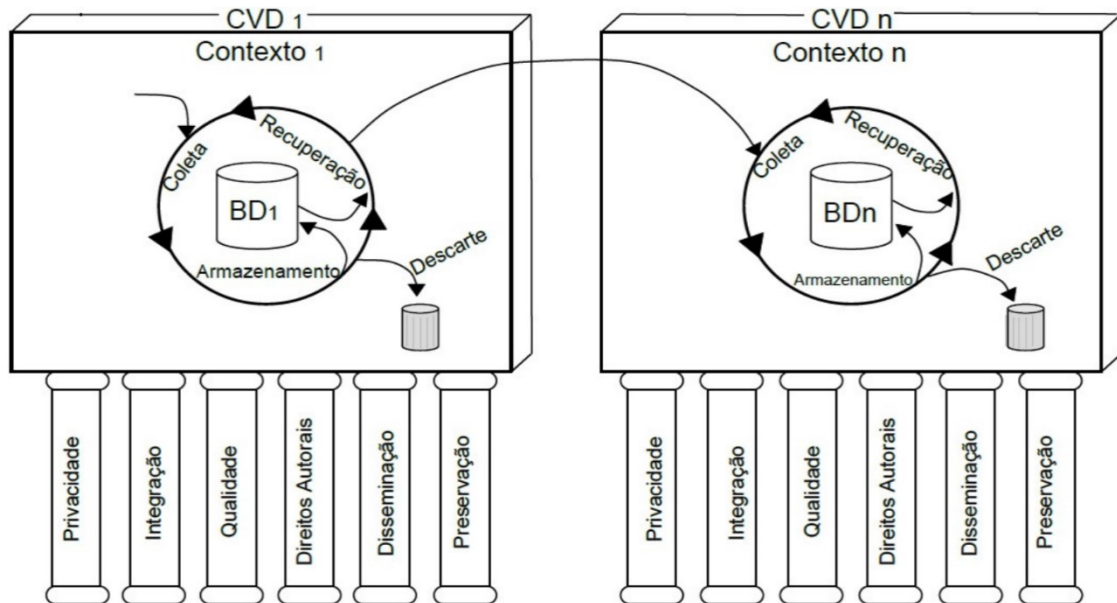 CVD 1
Contexto 1
Coleta
Recuperação
BD1
Armazenamento
Descarte
Privacidade
Integração
Qualidade
Direitos Autorais
Disseminação
Preservação
CVD n
Contexto n
Coleta
Recuperação
BDn
Armazenamento
Descarte
Privacidade
Integração
Qualidade
Direitos Autorais
Disseminação
Preservação